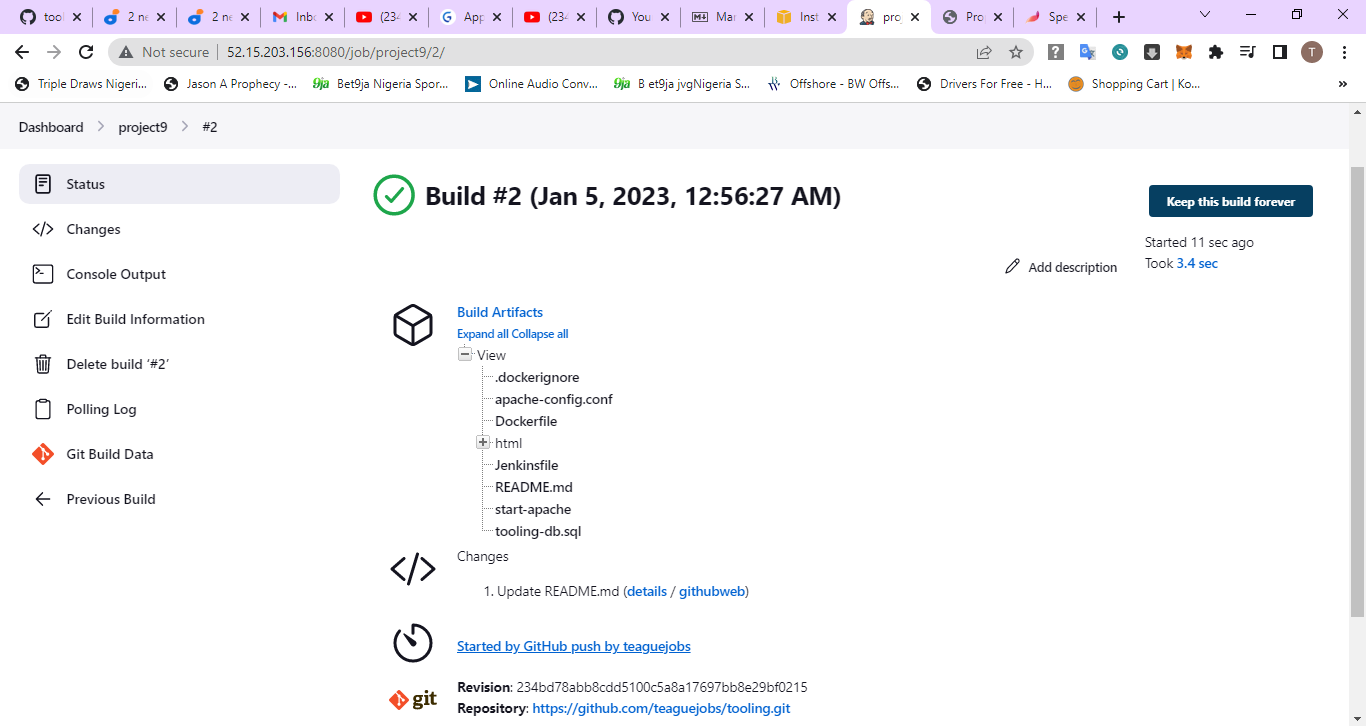 tool
2 ne
2 ne
Inb
(234
App
(234
You
Mar
Inst
proj
Proj
Spe
Not secure | 52.15.203.156:8080/job/project9/2/
T
Triple Draws Nigeri...
Jason A Prophecy -...
9ja Bet9ja Nigeria Spor...
Online Audio Conv...
9ja B et9ja jvgNigeria S...
Offshore - BW Offs...
Drivers For Free - H...
Shopping Cart | Ko...
»
Dashboard > project9 > #2
Status
Changes
Console Output
Edit Build Information
Delete build ‘#2’
Polling Log
Git Build Data
Previous Build
Build #2 (Jan 5, 2023, 12:56:27 AM)
Keep this build forever
Started 11 sec ago
Took 3.4 sec
Add description
Build Artifacts
Expand all Collapse all
View
.dockerignore
apache-config.conf
Dockerfile
html
Jenkinsfile
README.md
start-apache
tooling-db.sql
Changes
1. Update README.md (details / githubweb)
Started by GitHub push by teaguejobs
git
Revision: 234bd78abb8cdd5100c5a8a17697bb8e29bf0215
Repository: https://github.com/teaguejobs/tooling.git